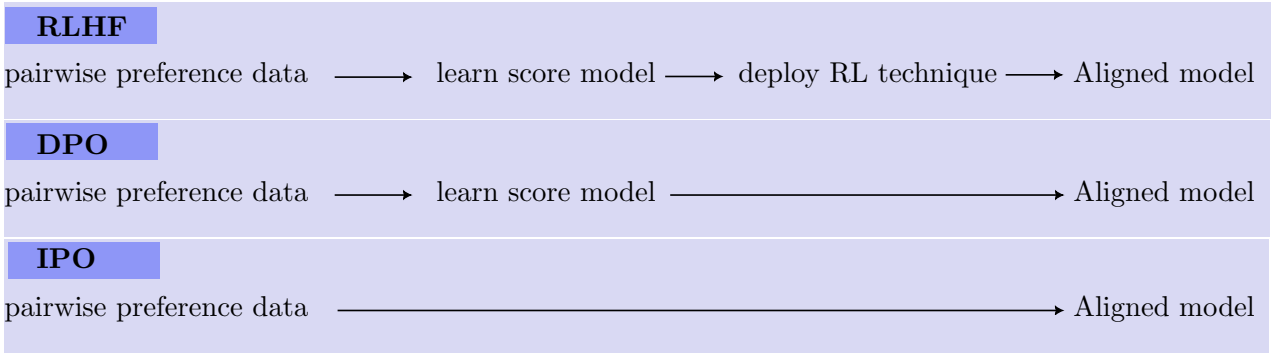 RLHF
pairwise preference data learn score model deploy RL technique Aligned model
DPO
pairwise preference data learn score model Aligned model
IPO
pairwise preference data Aligned model